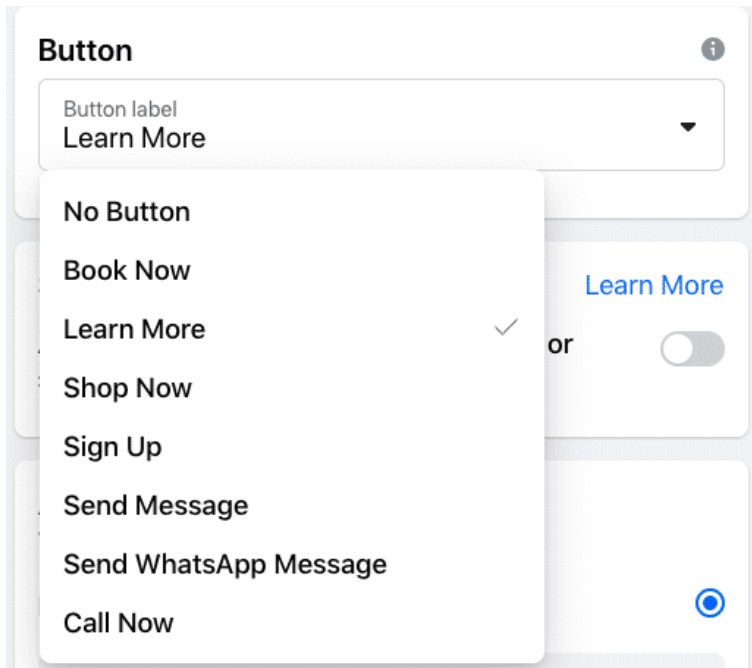 Button
Button label
Learn More
No Button
Book Now
Learn More
Learn More
or
Shop Now
Sign Up
Send Message
Send WhatsApp Message
Call Now